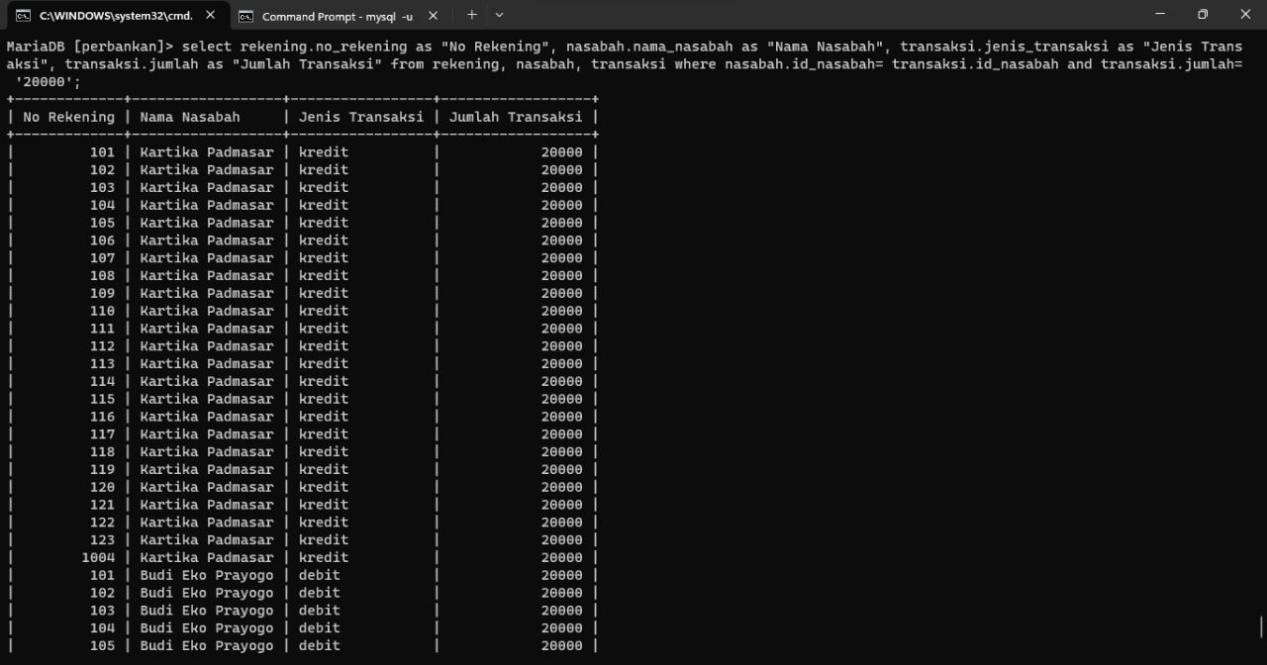 C:\WINDOWS\system32\cmd. × Command Prompt - mysql -u × + ⌄
MariaDB [perbankan]> select rekening.no_rekening as "No Rekening", nasabah.nama_nasabah as "Nama Nasabah", transaksi.jenis_transaksi as "Jenis Trans
aksi", transaksi.jumlah as "Jumlah Transaksi" from rekening, nasabah, transaksi where nasabah.id_nasabah= transaksi.id_nasabah and transaksi.jumlah=
 '20000';
+-------------+------------------+-----------------+------------------+
| No Rekening | Nama Nasabah     | Jenis Transaksi | Jumlah Transaksi |
+-------------+------------------+-----------------+------------------+
|         101 | Kartika Padmasar | kredit          |            20000 |
|         102 | Kartika Padmasar | kredit          |            20000 |
|         103 | Kartika Padmasar | kredit          |            20000 |
|         104 | Kartika Padmasar | kredit          |            20000 |
|         105 | Kartika Padmasar | kredit          |            20000 |
|         106 | Kartika Padmasar | kredit          |            20000 |
|         107 | Kartika Padmasar | kredit          |            20000 |
|         108 | Kartika Padmasar | kredit          |            20000 |
|         109 | Kartika Padmasar | kredit          |            20000 |
|         110 | Kartika Padmasar | kredit          |            20000 |
|         111 | Kartika Padmasar | kredit          |            20000 |
|         112 | Kartika Padmasar | kredit          |            20000 |
|         113 | Kartika Padmasar | kredit          |            20000 |
|         114 | Kartika Padmasar | kredit          |            20000 |
|         115 | Kartika Padmasar | kredit          |            20000 |
|         116 | Kartika Padmasar | kredit          |            20000 |
|         117 | Kartika Padmasar | kredit          |            20000 |
|         118 | Kartika Padmasar | kredit          |            20000 |
|         119 | Kartika Padmasar | kredit          |            20000 |
|         120 | Kartika Padmasar | kredit          |            20000 |
|         121 | Kartika Padmasar | kredit          |            20000 |
|         122 | Kartika Padmasar | kredit          |            20000 |
|         123 | Kartika Padmasar | kredit          |            20000 |
|        1004 | Kartika Padmasar | kredit          |            20000 |
|         101 | Budi Eko Prayogo | debit           |            20000 |
|         102 | Budi Eko Prayogo | debit           |            20000 |
|         103 | Budi Eko Prayogo | debit           |            20000 |
|         104 | Budi Eko Prayogo | debit           |            20000 |
|         105 | Budi Eko Prayogo | debit           |            20000 |